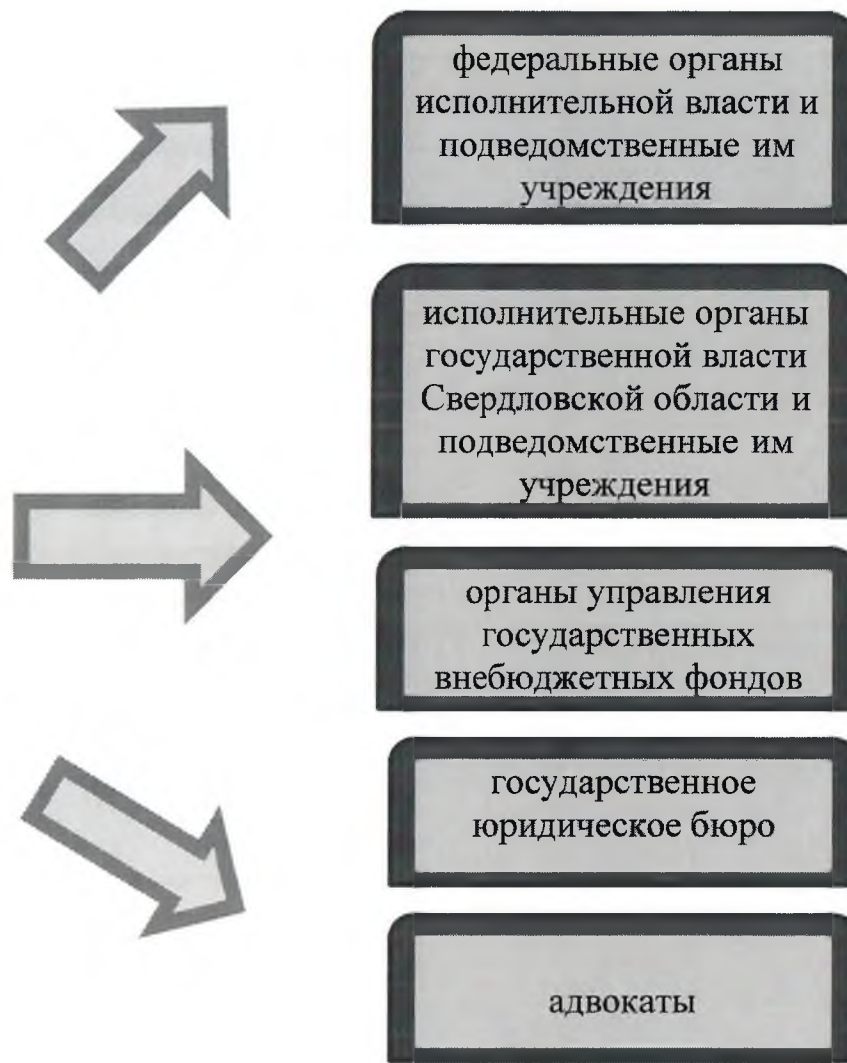 федеральные органы
исполнительной власти и
подведомственные им
учреждения
исполнительные органы
государственной власти
Свердловской области и
подведомственные им
учреждения
органы управления
государственных
внебюджетных фондов
государственное
юридическое бюро
адвокаты